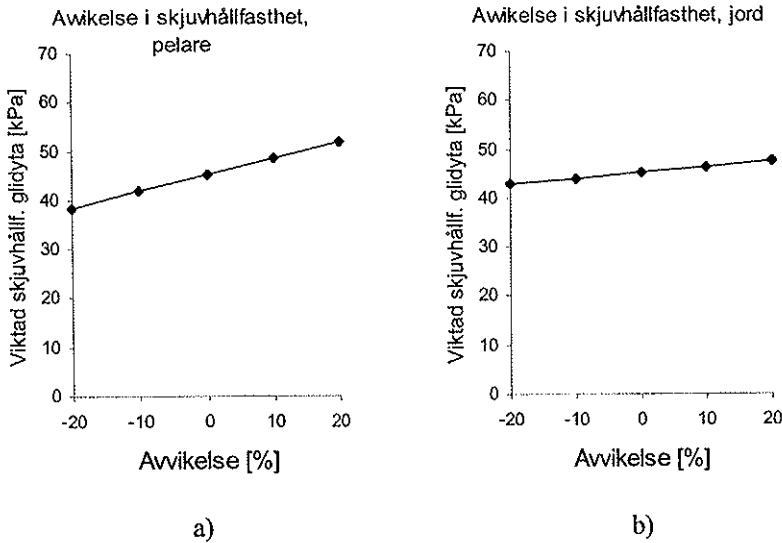 Avvikelse i skjuvhållfasthet,
pelare
70
60
50
40
30
20
10
0
Viktad skjuvhållf. glidyta [kPa]
-20 -10 0 10 20
Avvikelse [%]
a)
Avvikelse i skjuvhållfasthet, jord
70
60
50
40
30
20
10
0
Viktad skjuvhållf. glidyta [kPa]
-20 -10 0 10 20
Avvikelse [%]
b)